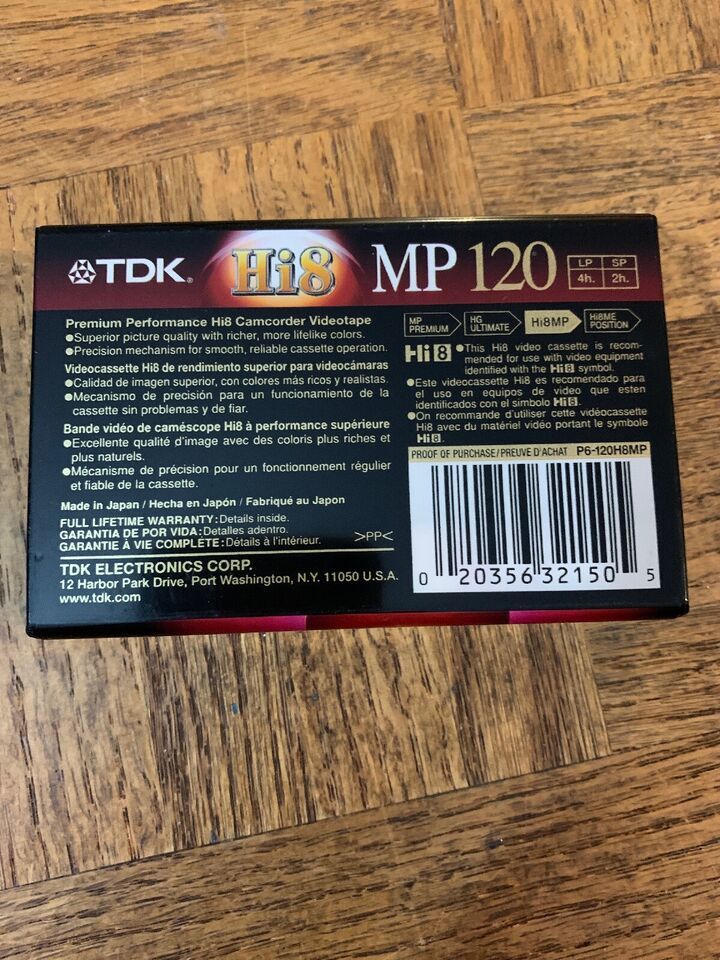 TDK® Hi8 MP 120
LP SP
4h. 2h.
Premium Performance Hi8 Camcorder Videotape
●Superior picture quality with richer, more lifelike colors.
●Precision mechanism for smooth, reliable cassette operation.
Videocassette Hi8 de rendimiento superior para videocámaras
●Calidad de imagen superior, con colores más ricos y realistas.
●Mecanismo de precisión para un funcionamiento de la
cassette sin problemas y de fiar.
Bande vidéo de caméscope Hi8 à performance supérieure
●Excellente qualité d'image avec des coloris plus riches et
plus naturels.
●Mécanisme de précision pour un fonctionnement régulier
et fiable de la cassette.
Made in Japan / Hecha en Japón / Fabriqué au Japon
FULL LIFETIME WARRANTY: Details inside.
GARANTIA DE POR VIDA: Detalles adentro.
GARANTIE À VIE COMPLÈTE: Détails à l'intérieur.
>PP<
TDK ELECTRONICS CORP.
12 Harbor Park Drive, Port Washington, N.Y. 11050 U.S.A.
www.tdk.com
MP PREMIUM
HG ULTIMATE
Hi8MP
Hi8ME POSITION
Hi8 ●This Hi8 video cassette is recom-
mended for use with video equipment
identified with the Hi8 symbol.
●Este videocassette Hi8 es recomendado para
el uso en equipos de video que esten
identificados con el simbolo Hi8.
●On recommande d'utiliser cette vidéocassette
Hi8 avec du matériel vidéo portant le symbole
Hi8.
PROOF OF PURCHASE/PREUVE D'ACHAT P6-120H8MP
0 20356 32150 5